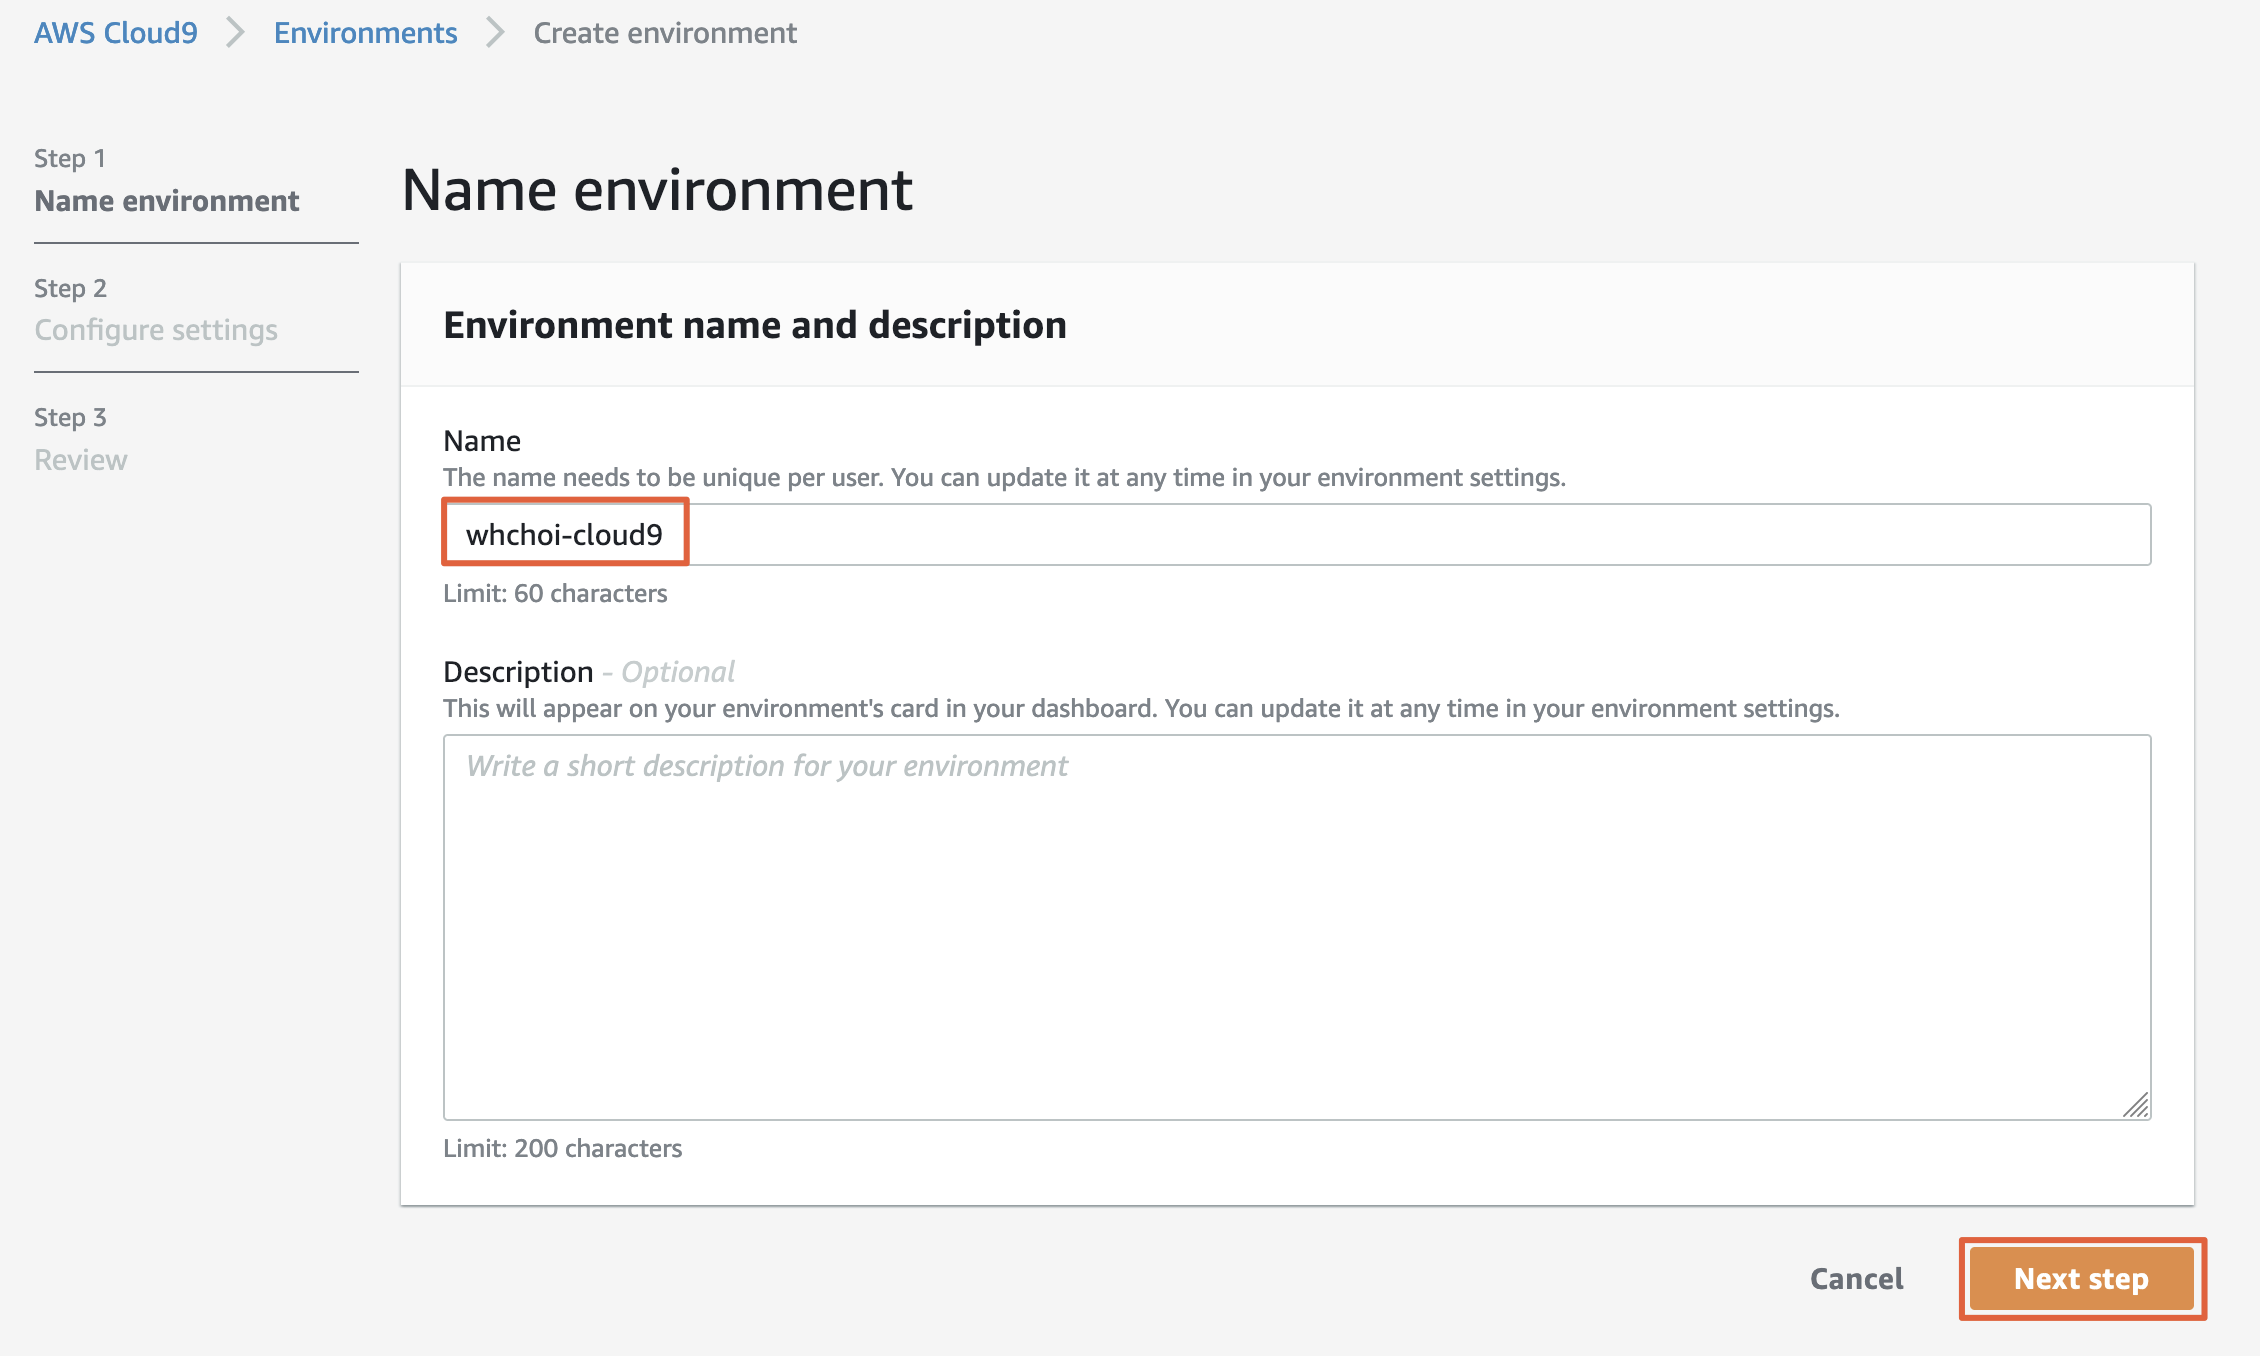 AWS Cloud9 > Environments > Create environment
Step 1
Name environment
Step 2
Configure settings
Step 3
Review
Name environment
Environment name and description
Name
The name needs to be unique per user. You can update it at any time in your environment settings.
whchoi-cloud9
Limit: 60 characters
Description - Optional
This will appear on your environment's card in your dashboard. You can update it at any time in your environment settings.
Write a short description for your environment
Limit: 200 characters
Cancel Next step